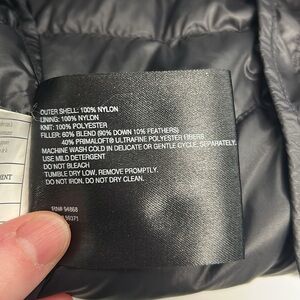 OUTER SHELL: 100% NYLON
LINING: 100% NYLON
KNIT: 100% POLYESTER
FILLER: 60% BLEND (90% DOWN 10% FEATHERS)
40% PRIMALOFT® ULTRAFINE POLYESTER FIBERS
MACHINE WASH COLD IN DELICATE OR GENTLE CYCLE, SEPARATELY.
USE MILD DETERGENT
DO NOT BLEACH
TUMBLE DRY LOW, REMOVE PROMPTLY.
DO NOT IRON, DO NOT DRY CLEAN.